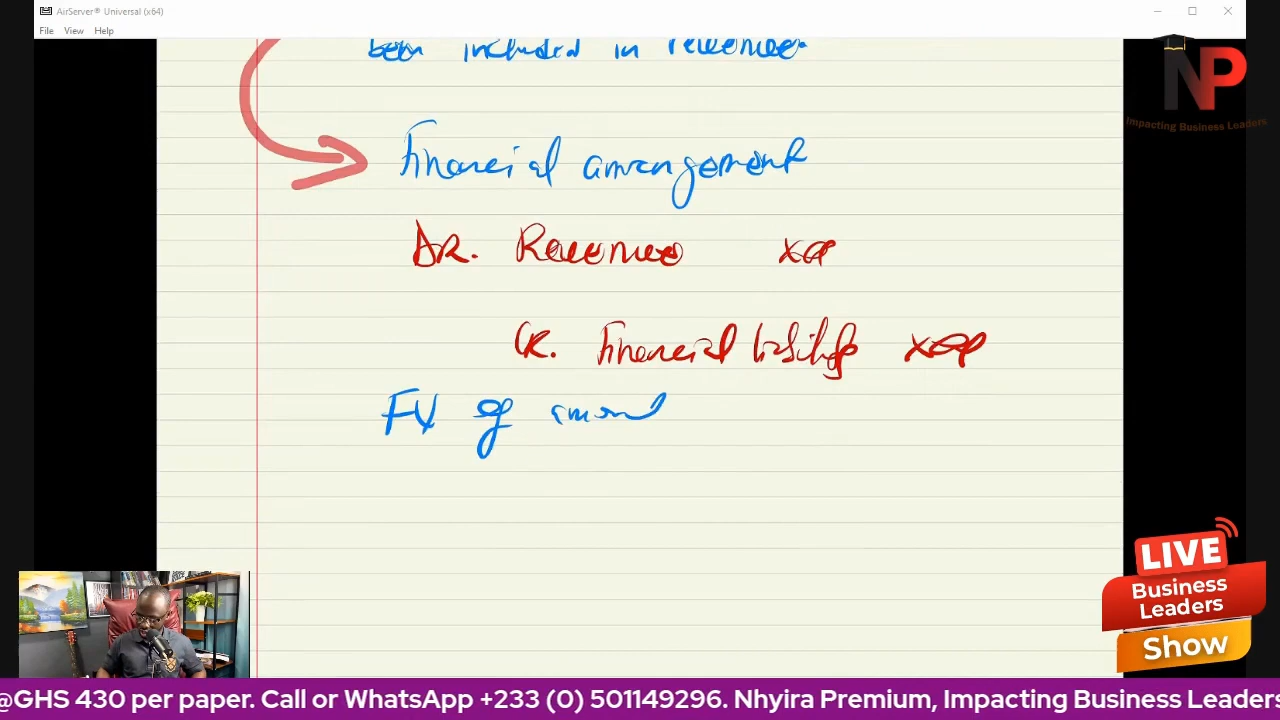 AirServer® Universal (x64)
File View Help
been included in revenue.
NP
Impacting Business Leaders
Financial arrangement
DR. Revenue xx
CR. Financial liability xxx
FV of
LIVE
Business
Leaders
Show
@GHS 430 per paper. Call or WhatsApp +233 (0) 501149296. Nhyira Premium, Impacting Business Leaders